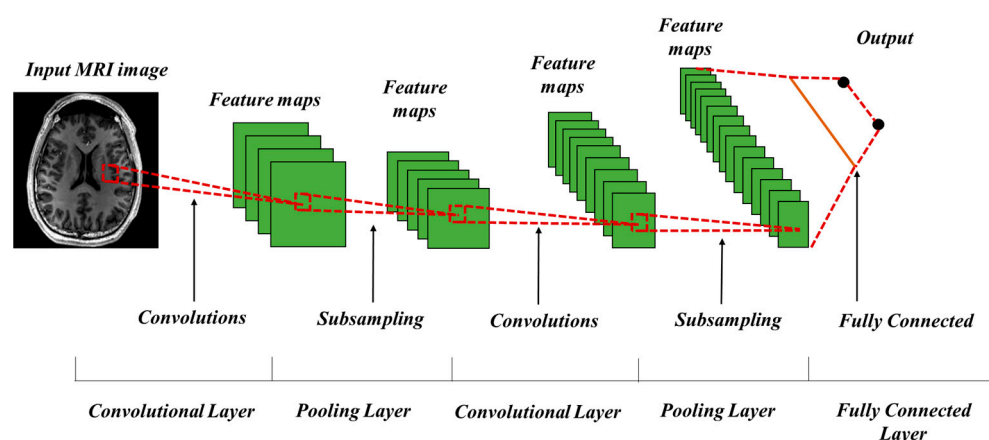 Input MRI image
Feature maps
Feature
maps
Feature
maps
Feature
maps
Output
Convolutions
Subsampling
Convolutions
Subsampling
Fully Connected
Convolutional Layer
Pooling Layer
Convolutional Layer
Pooling Layer
Fully Connected
Layer